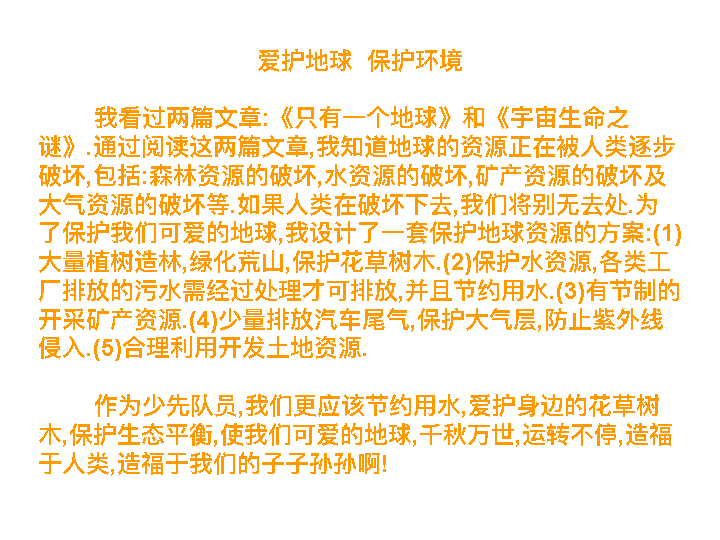 爱护地球 保护环境
我看过两篇文章:《只有一个地球》和《宇宙生命之
谜》.通过阅读这两篇文章,我知道地球的资源正在被人类逐步
破坏,包括:森林资源的破坏,水资源的破坏,矿产资源的破坏及
大气资源的破坏等.如果人类在破坏下去,我们将别无去处.为
了保护我们可爱的地球,我设计了一套保护地球资源的方案:(1)
大量植树造林,绿化荒山,保护花草树木.(2)保护水资源,各类工
厂排放的污水需经过处理才可排放,并且节约用水.(3)有节制的
开采矿产资源.(4)少量排放汽车尾气,保护大气层,防止紫外线
侵入.(5)合理利用开发土地资源.
作为少先队员,我们更应该节约用水,爱护身边的花草树
木,保护生态平衡,使我们可爱的地球,千秋万世,运转不停,造福
于人类,造福于我们的子子孙孙啊!